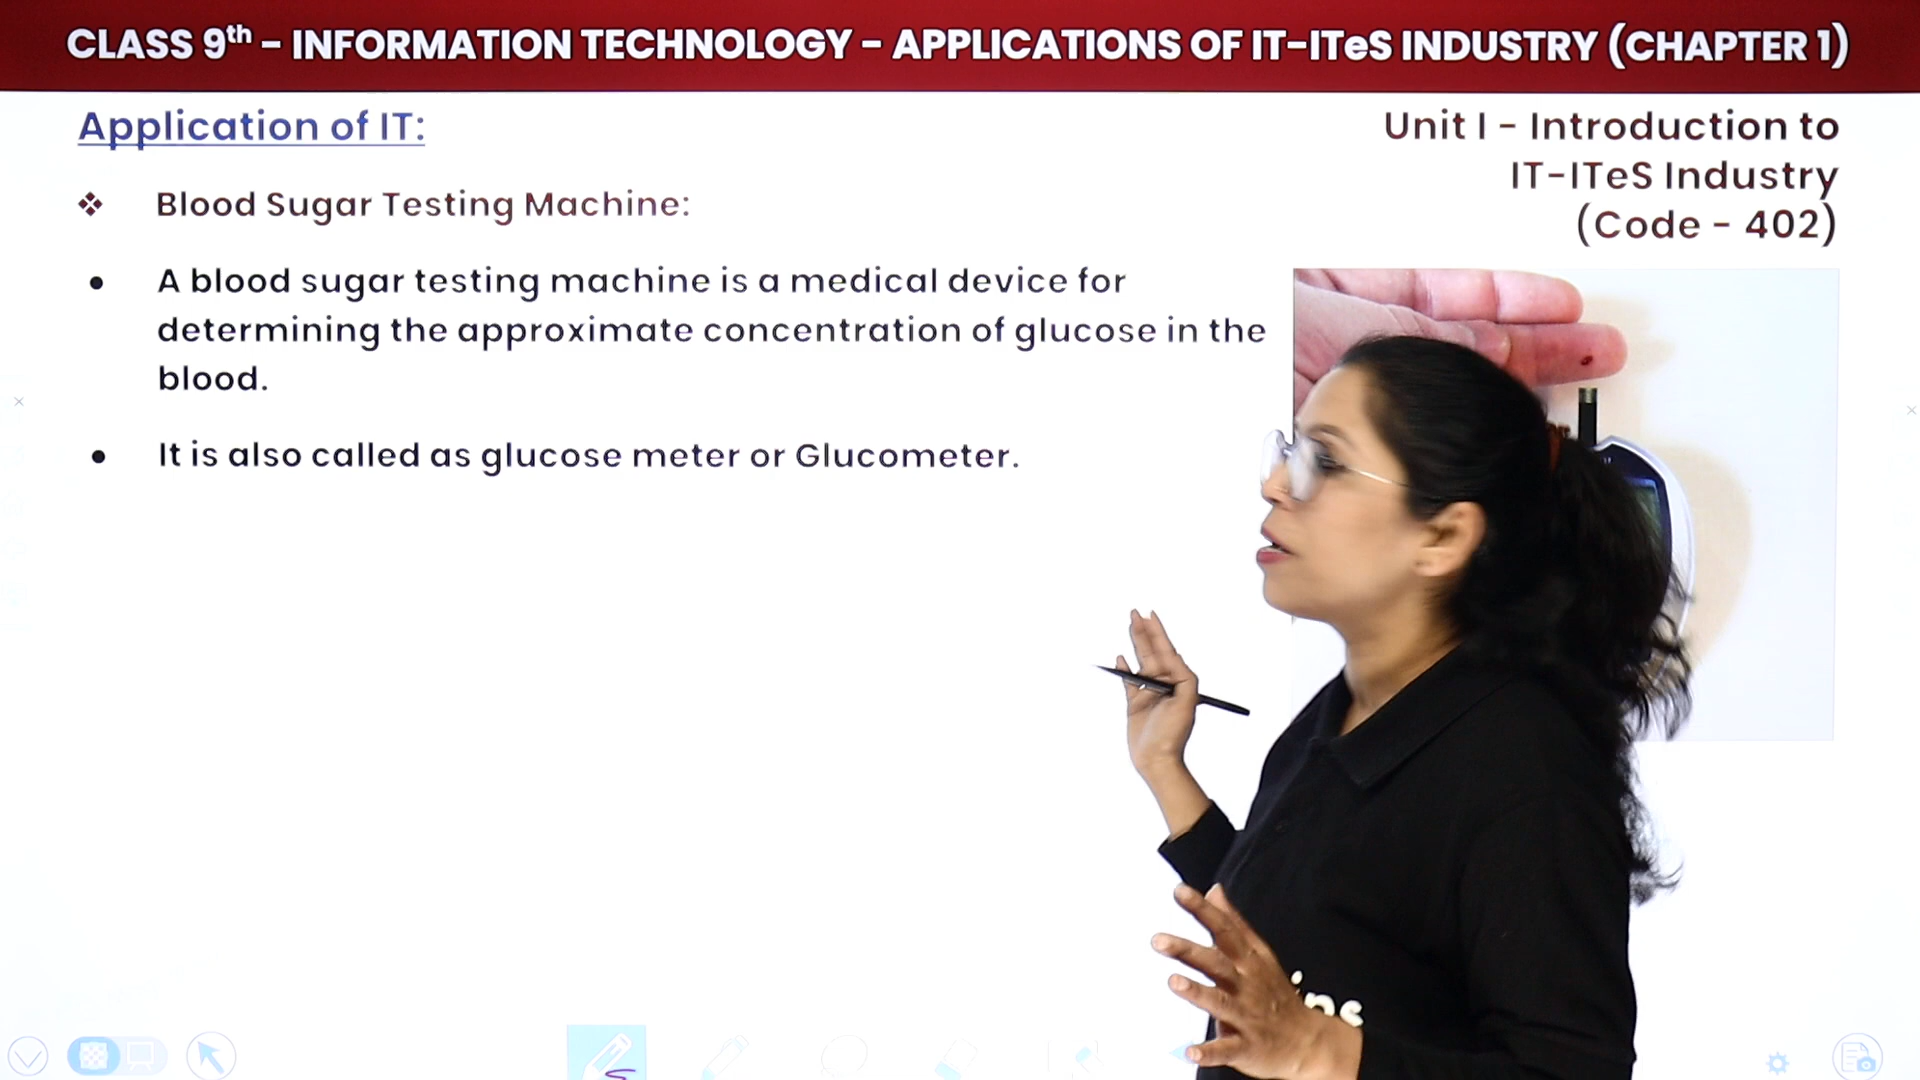 CLASS 9th - INFORMATION TECHNOLOGY - APPLICATIONS OF IT-ITeS INDUSTRY (CHAPTER 1)
Application of IT:
Unit I - Introduction to
IT-ITeS Industry
(Code - 402)
❖ Blood Sugar Testing Machine:
• A blood sugar testing machine is a medical device for
determining the approximate concentration of glucose in the
blood.
• It is also called as glucose meter or Glucometer.